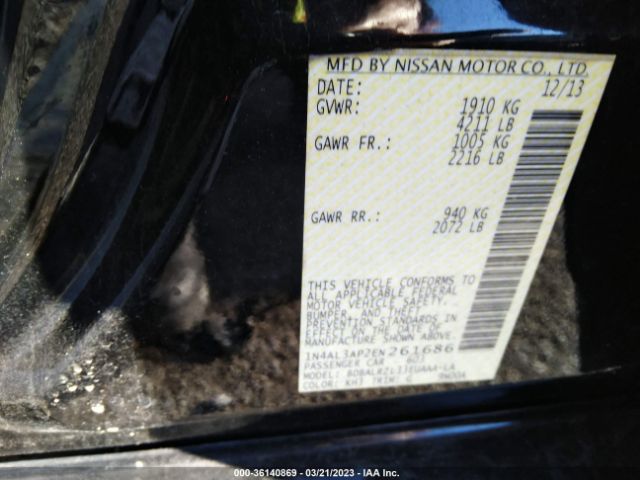 MFD BY NISSAN MOTOR CO., LTD.
DATE: 12/13
GVWR: 1910 KG
4211 LB
GAWR FR.: 1005 KG
2216 LB
GAWR RR.: 940 KG
2072 LB
THIS VEHICLE CONFORMS TO
ALL APPLICABLE FEDERAL
MOTOR VEHICLE SAFETY,
BUMPER, AND THEFT
PREVENTION STANDARDS IN
EFFECT ON THE DATE OF
MANUFACTURE SHOWN ABOVE
1N4AL3AP2EN261686
PASSENGER CAR
MODEL:
COLOR: KH3 TRIM: G
000-36140869 - 03/21/2023 - IAA Inc.